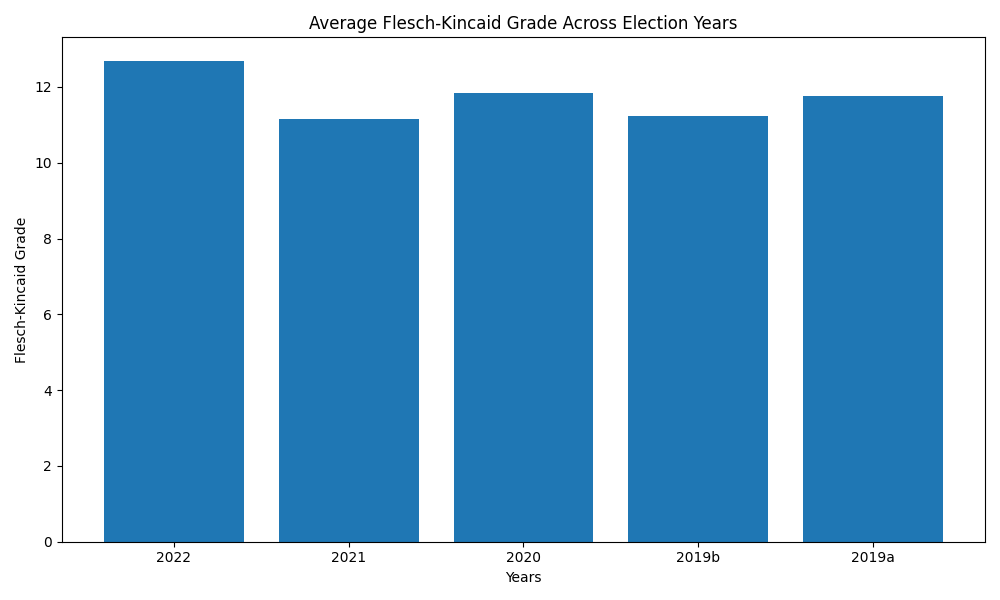 Average Flesch-Kincaid Grade Across Election Years
Flesch-Kincaid Grade
12
10
8
6
4
2
0
2022 2021 2020 2019b 2019a
Years